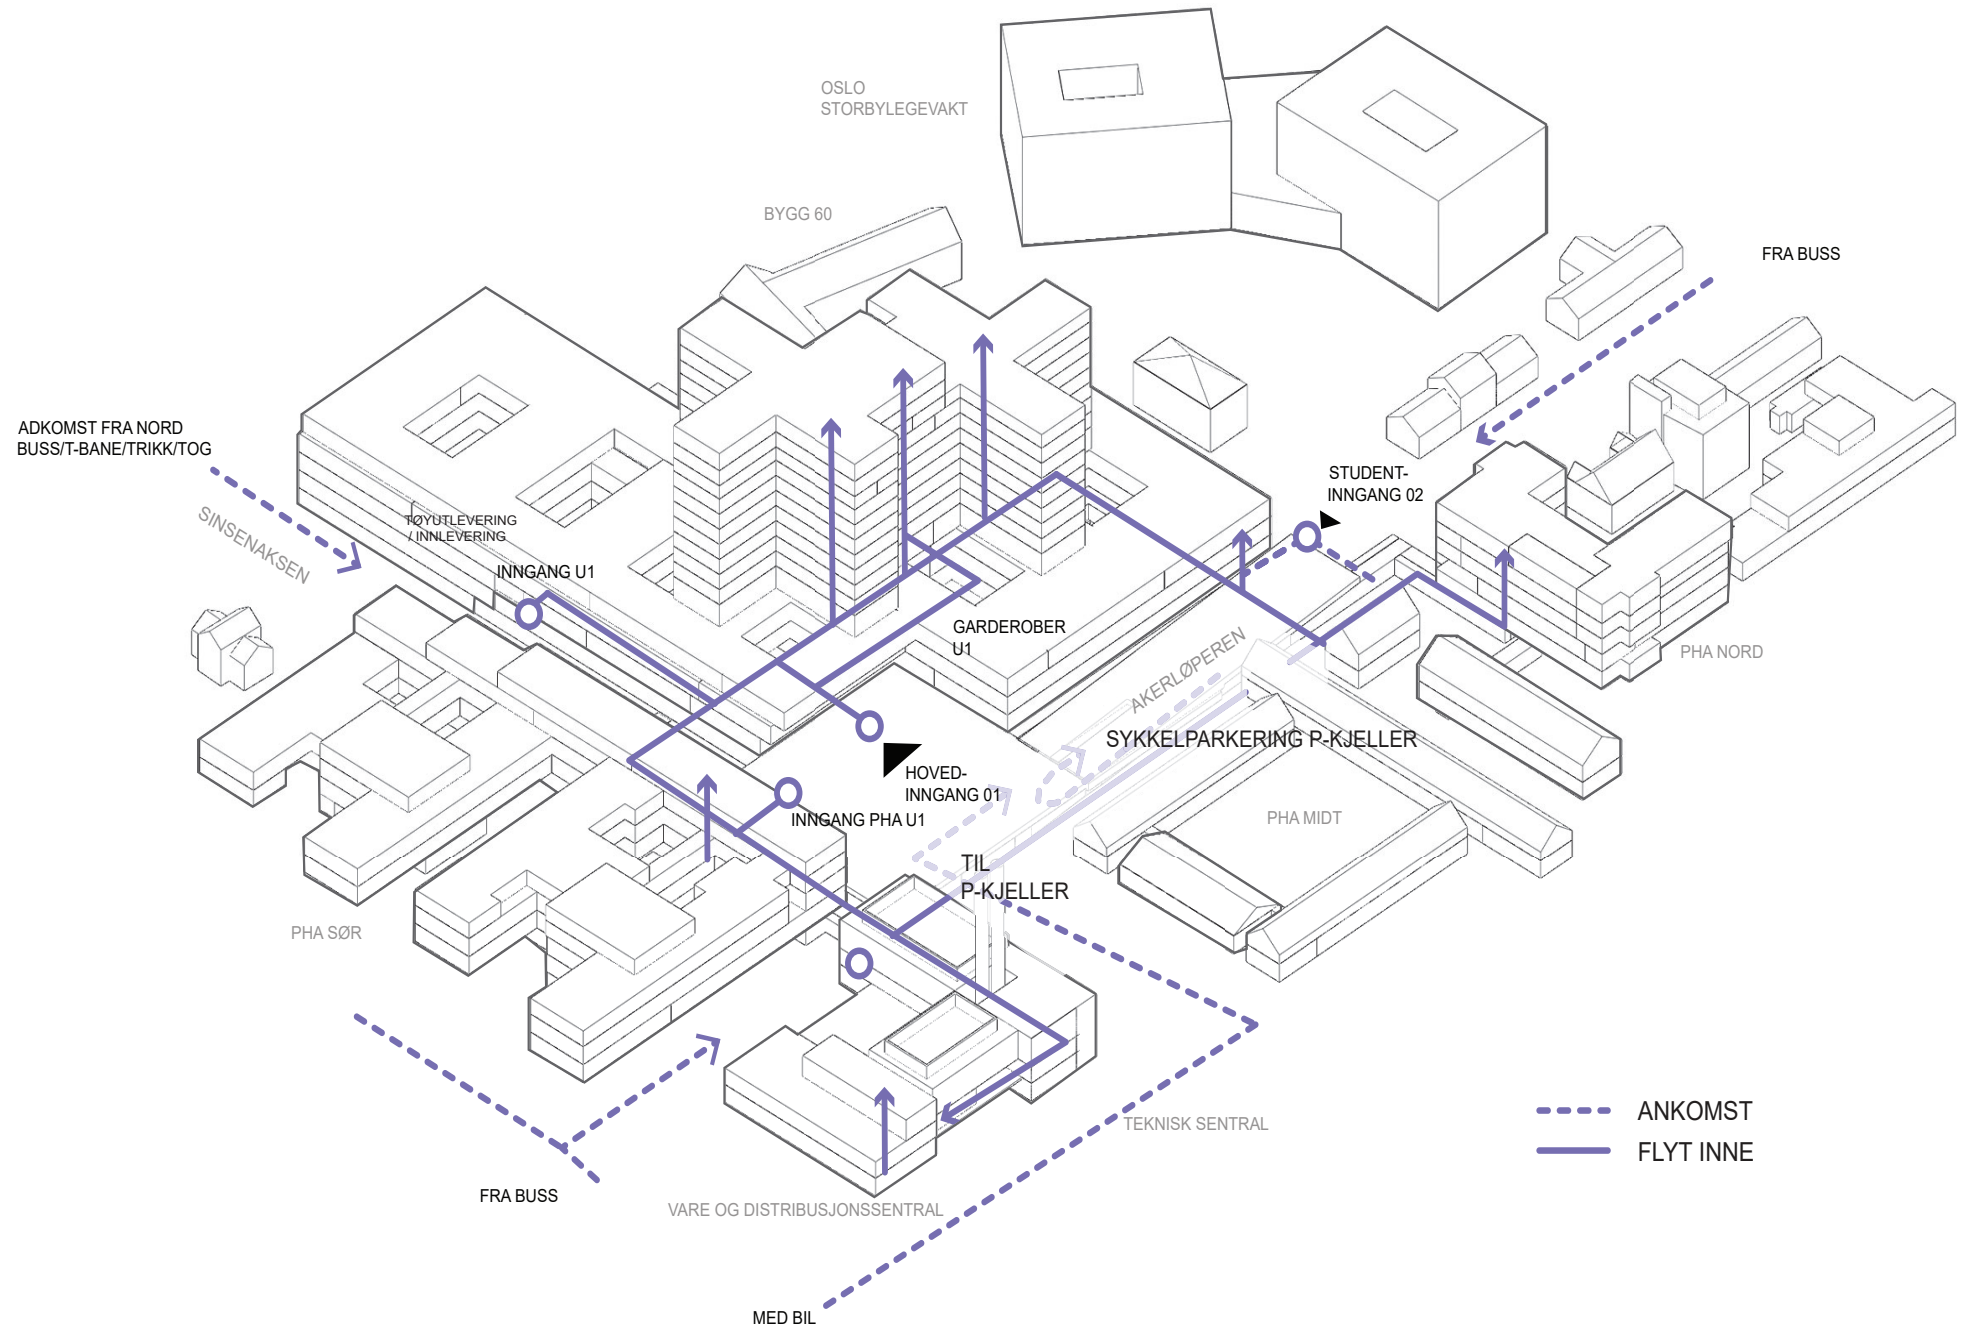 OSLO
STORBYLEGEVAKT
BYGG 60
FRA BUSS
ADKOMST FRA NORD
BUSS/T-BANE/TRIKK/TOG
SINSENAKSEN
TØYUTLEVERING
/ INNLEVERING
INNGANG U1
STUDENT-
INNGANG 02
GARDEROBER
U1
PHA NORD
AKERLØPEREN
SYKKELPARKERING P-KJELLER
HOVED-
INNGANG 01
INNGANG PHA U1
PHA MIDT
TIL
P-KJELLER
PHA SØR
TEKNISK SENTRAL
ANKOMST
FLYT INNE
FRA BUSS
VARE OG DISTRIBUSJONSSENTRAL
MED BIL